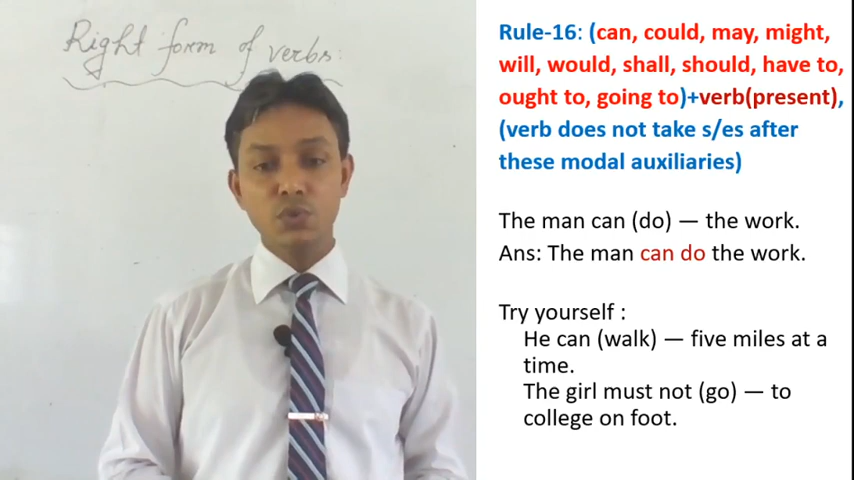 Right form of verbs:
Rule-16: (can, could, may, might,
will, would, shall, should, have to,
ought to, going to)+verb(present),
(verb does not take s/es after
these modal auxiliaries)
The man can (do) — the work.
Ans: The man can do the work.
Try yourself :
He can (walk) — five miles at a
time.
The girl must not (go) — to
college on foot.